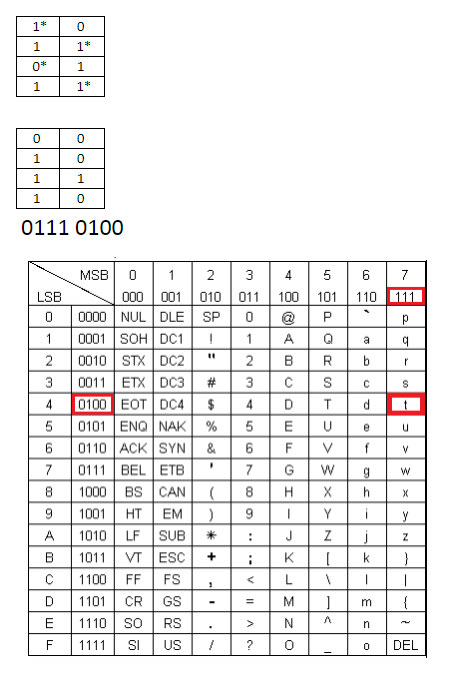 1* 0
1 1*
0* 1
1 1*
0 0
1 0
1 1
1 0
0111 0100
MSB 0 1 2 3 4 5 6 7
LSB 000 001 010 011 100 101 110 111
0 0000 NUL DLE SP 0 @ P ` p
1 0001 SOH DC1 ! 1 A Q a q
2 0010 STX DC2 " 2 B R b r
3 0011 ETX DC3 # 3 C S c s
4 0100 EOT DC4 $ 4 D T d t
5 0101 ENQ NAK % 5 E U e u
6 0110 ACK SYN & 6 F V f v
7 0111 BEL ETB ' 7 G W g w
8 1000 BS CAN ( 8 H X h x
9 1001 HT EM ) 9 I Y i y
A 1010 LF SUB * : J Z j z
B 1011 VT ESC + ; K [ k }
C 1100 FF FS , < L \ l |
D 1101 CR GS - = M ] m {
E 1110 SO RS . > N ^ n ~
F 1111 SI US / ? O _ o DEL